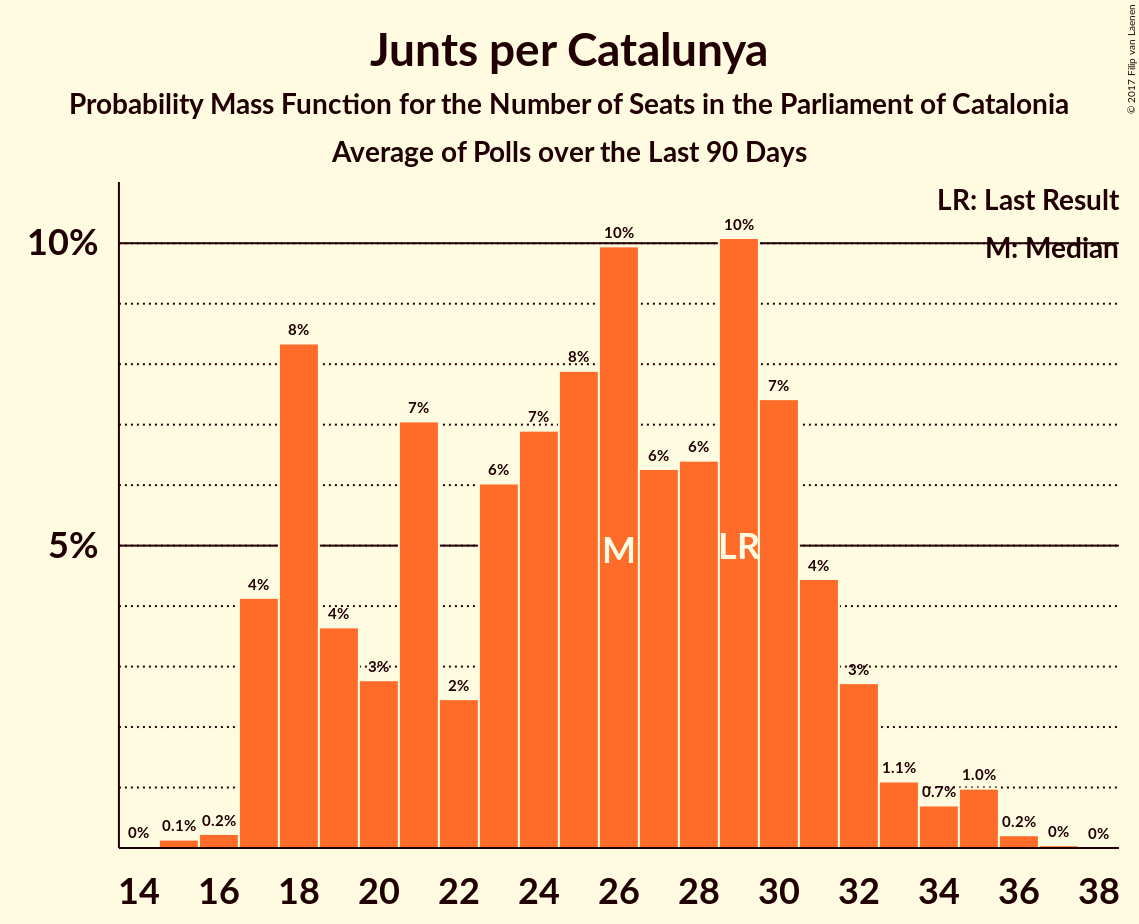 Junts per Catalunya
Probability Mass Function for the Number of Seats in the Parliament of Catalonia
Average of Polls over the Last 90 Days
© 2017 Filip van Laenen
LR: Last Result
M: Median
10%
5%
0% 0.1% 0.2% 4% 8% 4% 3% 7% 2% 6% 7% 8% 10% 6% 6% 10% 7% 4% 3% 1.1% 0.7% 1.0% 0.2% 0% 0%
M LR
14 16 18 20 22 24 26 28 30 32 34 36 38